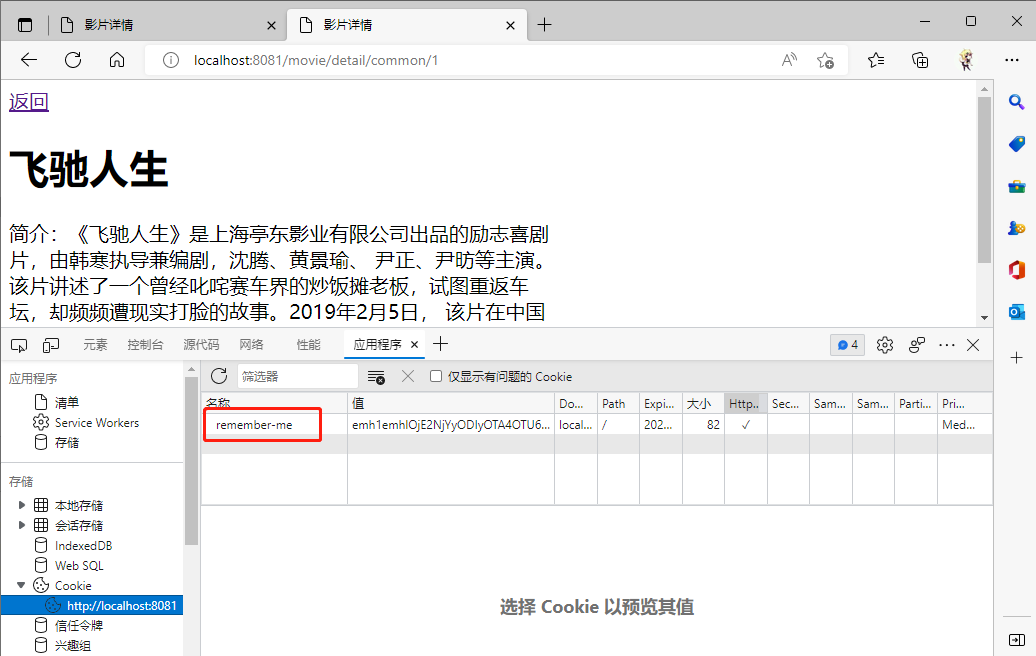 影片详情
影片详情
localhost:8081/movie/detail/common/1
返回
飞驰人生
简介：《飞驰人生》是上海亭东影业有限公司出品的励志喜剧
片，由韩寒执导兼编剧，沈腾、黄景瑜、 尹正、尹昉等主演。
该片讲述了一个曾经叱咤赛车界的炒饭摊老板，试图重返车
坛，却频频遭现实打脸的故事。2019年2月5日， 该片在中国
元素 控制台 源代码 网络 性能 应用程序 4
应用程序
清单
Service Workers
存储
存储
本地存储
会话存储
IndexedDB
Web SQL
Cookie
http://localhost:8081
信任令牌
兴趣组
筛选器 仅显示有问题的 Cookie
名称 值 Do... Path Expi... 大小 Http... Sec... Sam... Sam... Parti... Pri...
remember-me emh1emhlOjE2NjYyODIyOTA4OTU6... local... / 202... 82 ✓ Med...
选择 Cookie 以预览其值